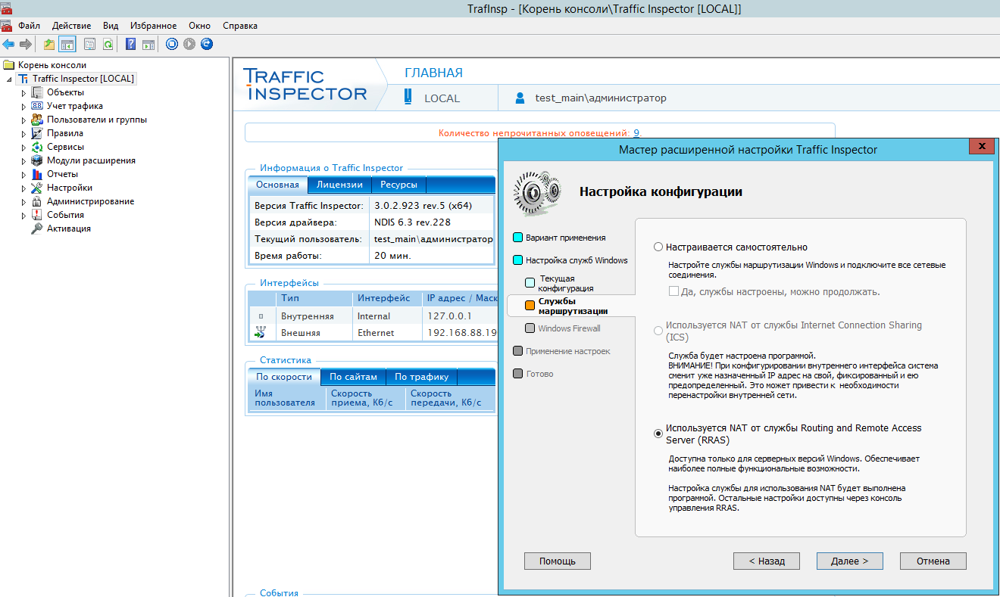 TrafInsp - [Корень консоли\Traffic Inspector [LOCAL]]
Файл Действие Вид Избранное Окно Справка
Корень консоли
Traffic Inspector [LOCAL]
Объекты
Учет трафика
Пользователи и группы
Правила
Сервисы
Модули расширения
Отчеты
Настройки
Администрирование
События
Активация
TRAFFIC
INSPECTOR
ГЛАВНАЯ
LOCAL
test_main\администратор
Количество непрочитанных оповещений: 9.
Информация о Traffic Inspector
Основная Лицензии Ресурсы
Версия Traffic Inspector: 3.0.2.923 rev.5 (x64)
Версия драйвера: NDIS 6.3 rev.228
Текущий пользователь: test_main\администратор
Время работы: 20 мин.
Интерфейсы
Тип Интерфейс IP адрес / Маск
Внутренняя Internal 127.0.0.1
Внешняя Ethernet 192.168.88.19
Статистика
По скорости По сайтам По трафику
Имя
пользователя
Скорость
приема, Кб/с
Скорость
передачи, Кб/с
События
Мастер расширенной настройки Traffic Inspector
Настройка конфигурации
Вариант применения
Настройка служб Windows
Текущая
конфигурация
Службы
маршрутизации
Windows Firewall
Применение настроек
Готово
Настраивается самостоятельно
Настройте службы маршрутизации Windows и подключите все сетевые
соединения.
Да, службы настроены, можно продолжать.
Используется NAT от службы Internet Connection Sharing
(ICS)
Служба будет настроена программой.
ВНИМАНИЕ! При конфигурировании внутреннего интерфейса система
сменит уже назначенный IP адрес на свой, фиксированный и ею
предопределенный. Это может привести к необходимости
перенастройки внутренней сети.
Используется NAT от службы Routing and Remote Access
Server (RRAS)
Доступна только для серверных версий Windows. Обеспечивает
наиболее полные функциональные возможности.
Настройка службы для использования NAT будет выполнена
программой. Остальные настройки доступны через консоль
управления RRAS.
Помощь < Назад Далее > Отмена